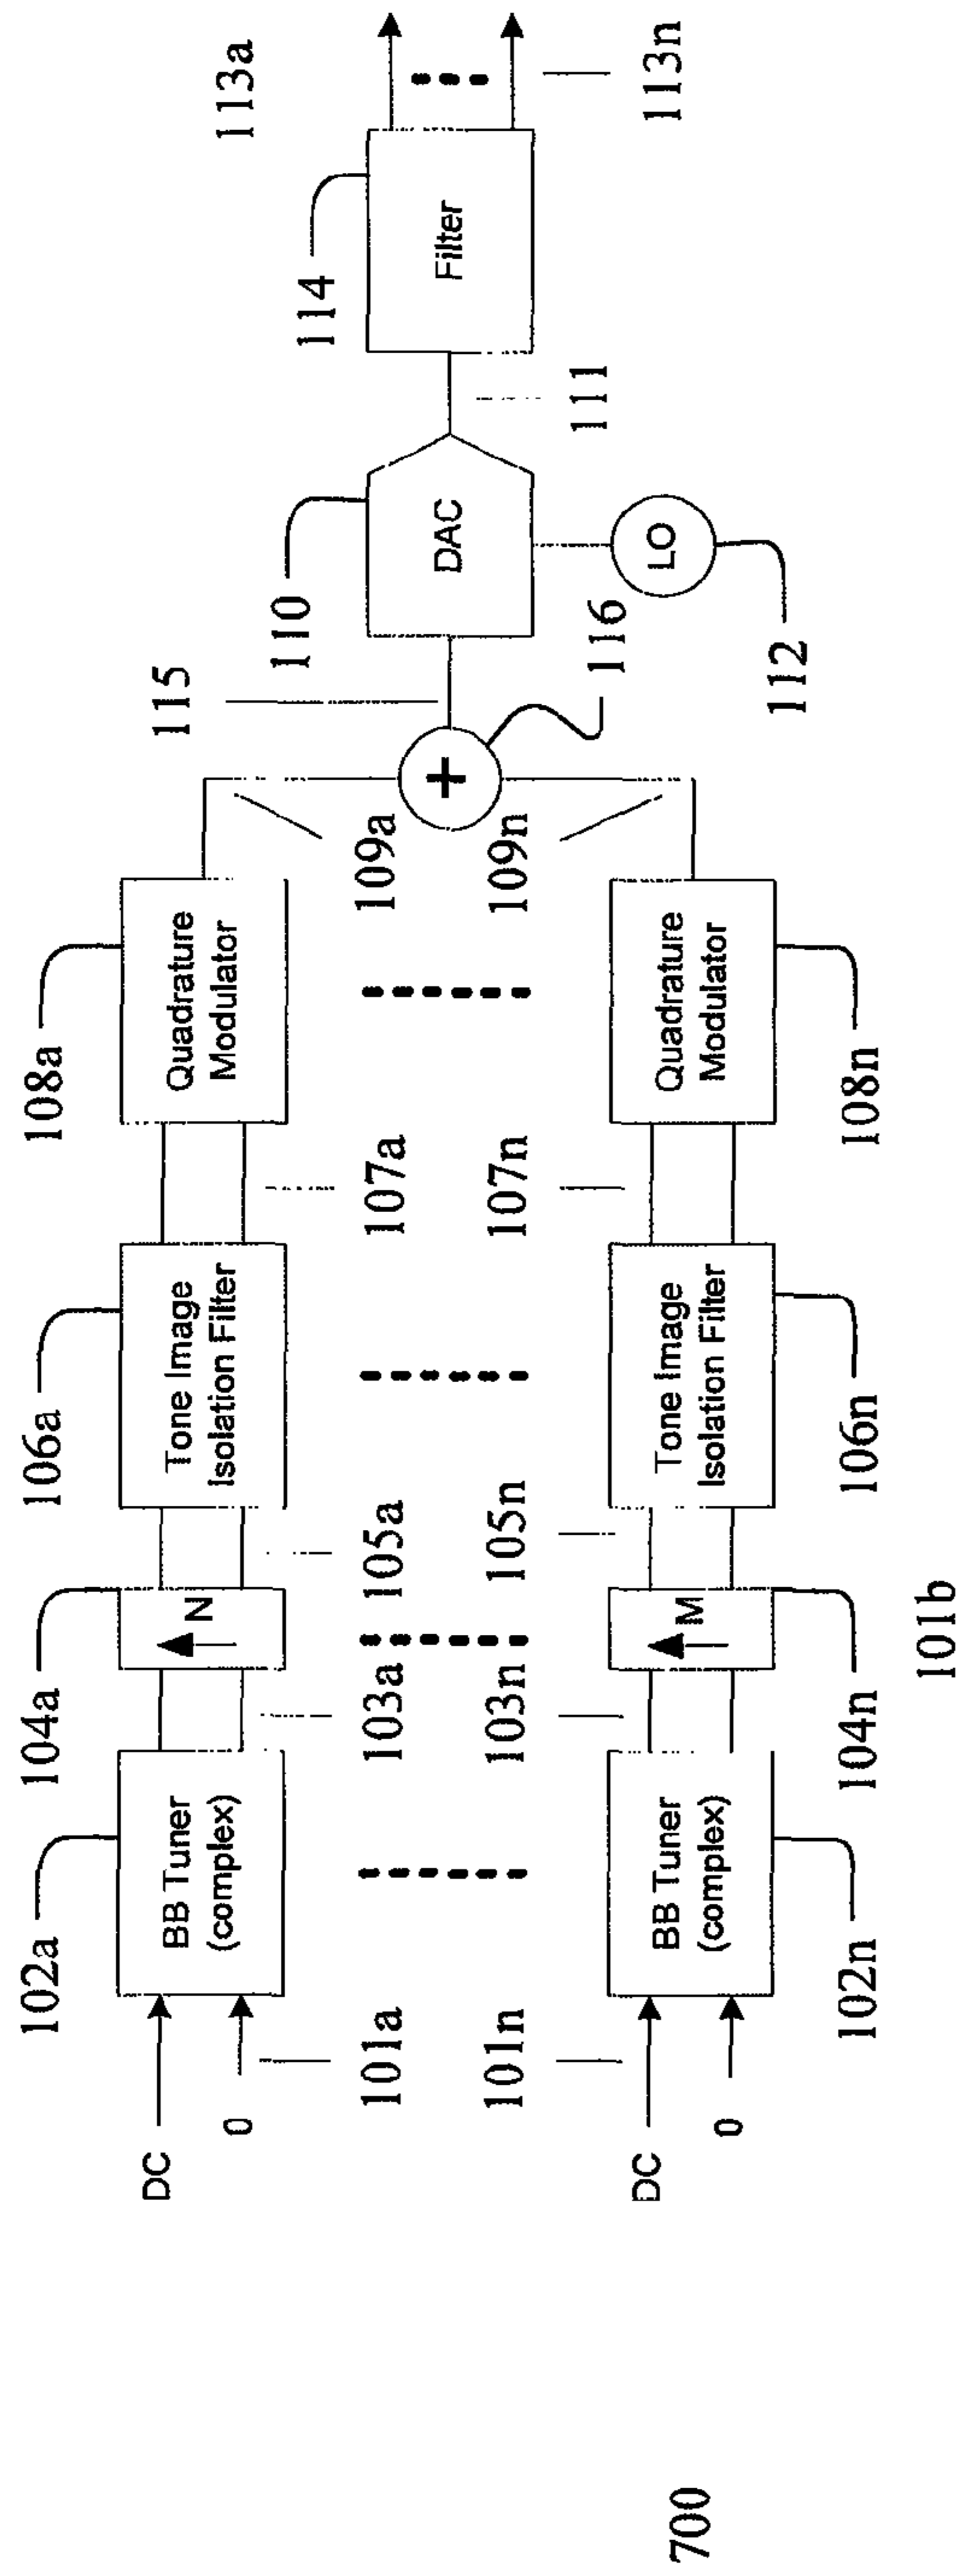 102a
104a
106a
108a
DC
0
BB Tuner
(complex)
N
Tone Image
Isolation Filter
Quadrature
Modulator
115
110
114
113a
101a
103a
105a
107a
109a
+
DAC
Filter
101n
103n
105n
107n
109n
116
111
113n
DC
0
BB Tuner
(complex)
M
Tone Image
Isolation Filter
Quadrature
Modulator
LO
112
102n
104n
106n
108n
101b
700